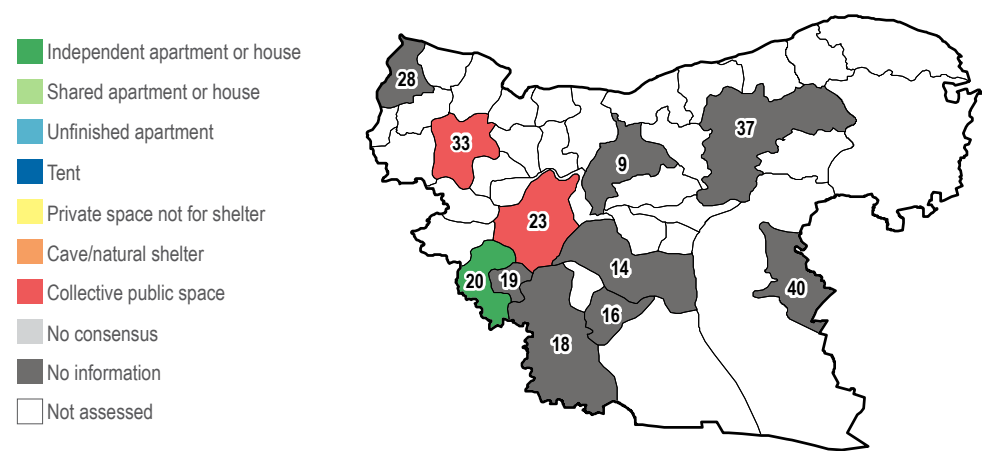 Independent apartment or house
Shared apartment or house
Unfinished apartment
Tent
Private space not for shelter
Cave/natural shelter
Collective public space
No consensus
No information
Not assessed
28
33
37
9
23
20
19
14
40
16
18